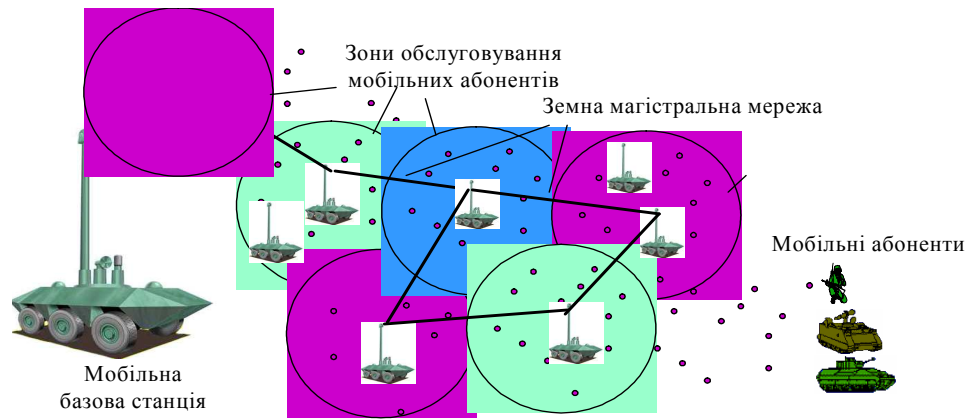 Зони обслуговування
мобільних абонентів
Земна магістральна мережа
Мобільні абоненти
Мобільна
базова станція